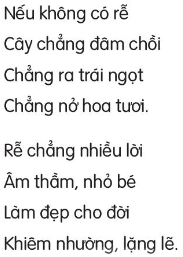 Nếu không có rễ
Cây chẳng đâm chồi
Chẳng ra trái ngọt
Chẳng nở hoa tươi.
Rễ chẳng nhiều lời
Âm thầm, nhỏ bé
Làm đẹp cho đời
Khiêm nhường, lặng lẽ.